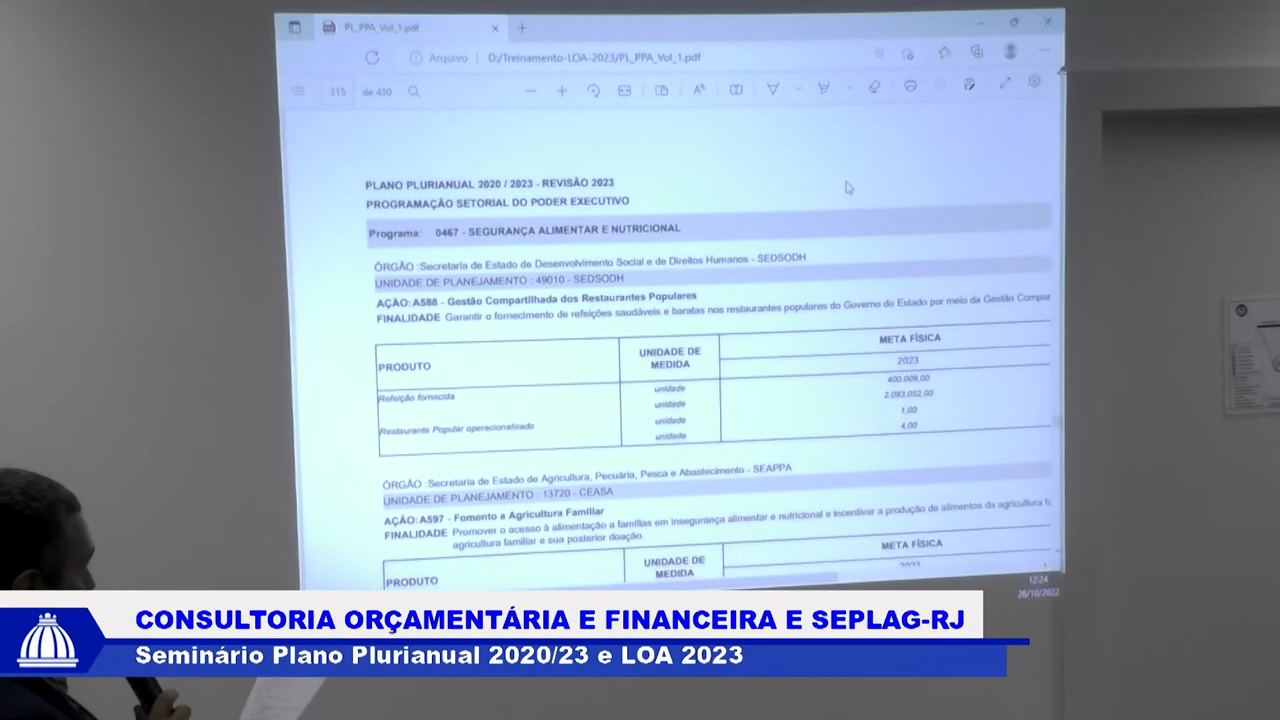 PL_PPA_Vol_1.pdf
Arquivo D:/Treinamento-LOA-2023/PL_PPA_Vol_1.pdf
315 de 430
PLANO PLURIANUAL 2020 / 2023 - REVISÃO 2023
PROGRAMAÇÃO SETORIAL DO PODER EXECUTIVO
Programa: 0467 - SEGURANÇA ALIMENTAR E NUTRICIONAL
ÓRGÃO :Secretaria de Estado de Desenvolvimento Social e de Direitos Humanos - SEDSODH
UNIDADE DE PLANEJAMENTO : 49010 - SEDSODH
AÇÃO: A588 - Gestão Compartilhada dos Restaurantes Populares
FINALIDADE Garantir o fornecimento de refeições saudáveis e baratas nos restaurantes populares do Governo do Estado por meio da Gestão Compar
PRODUTO UNIDADE DE MEDIDA META FÍSICA
2023
Refeição fornecida unidade 400.009,00
unidade 2.093.052,00
Restaurante Popular operacionalizado unidade 1,00
unidade 4,00
ÓRGÃO :Secretaria de Estado de Agricultura, Pecuária, Pesca e Abastecimento - SEAPPA
UNIDADE DE PLANEJAMENTO : 13720 - CEASA
AÇÃO: A597 - Fomento a Agricultura Familiar
FINALIDADE Promover o acesso à alimentação a famílias em insegurança alimentar e nutricional e incentivar a produção de alimentos da agricultura fa
agricultura familiar e sua posterior doação.
PRODUTO UNIDADE DE MEDIDA META FÍSICA
2023
12:24
26/10/2022
CONSULTORIA ORÇAMENTÁRIA E FINANCEIRA E SEPLAG-RJ
Seminário Plano Plurianual 2020/23 e LOA 2023